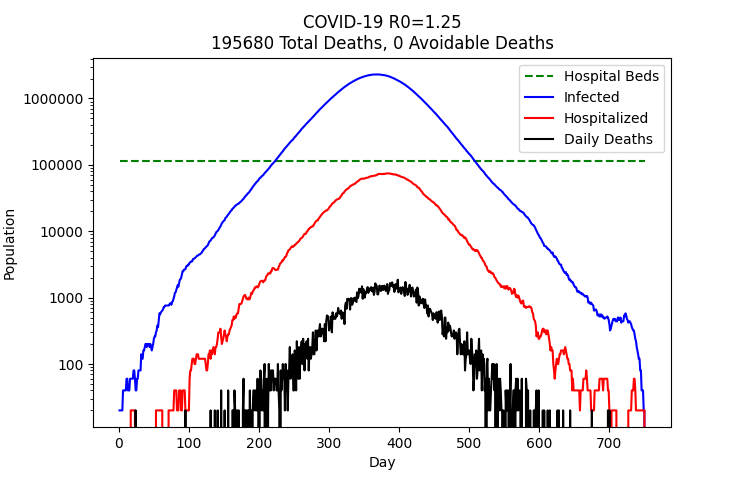 COVID-19 R0=1.25
195680 Total Deaths, 0 Avoidable Deaths
Hospital Beds
Infected
Hospitalized
Daily Deaths
1000000
100000
10000
1000
100
Population
0 100 200 300 400 500 600 700
Day